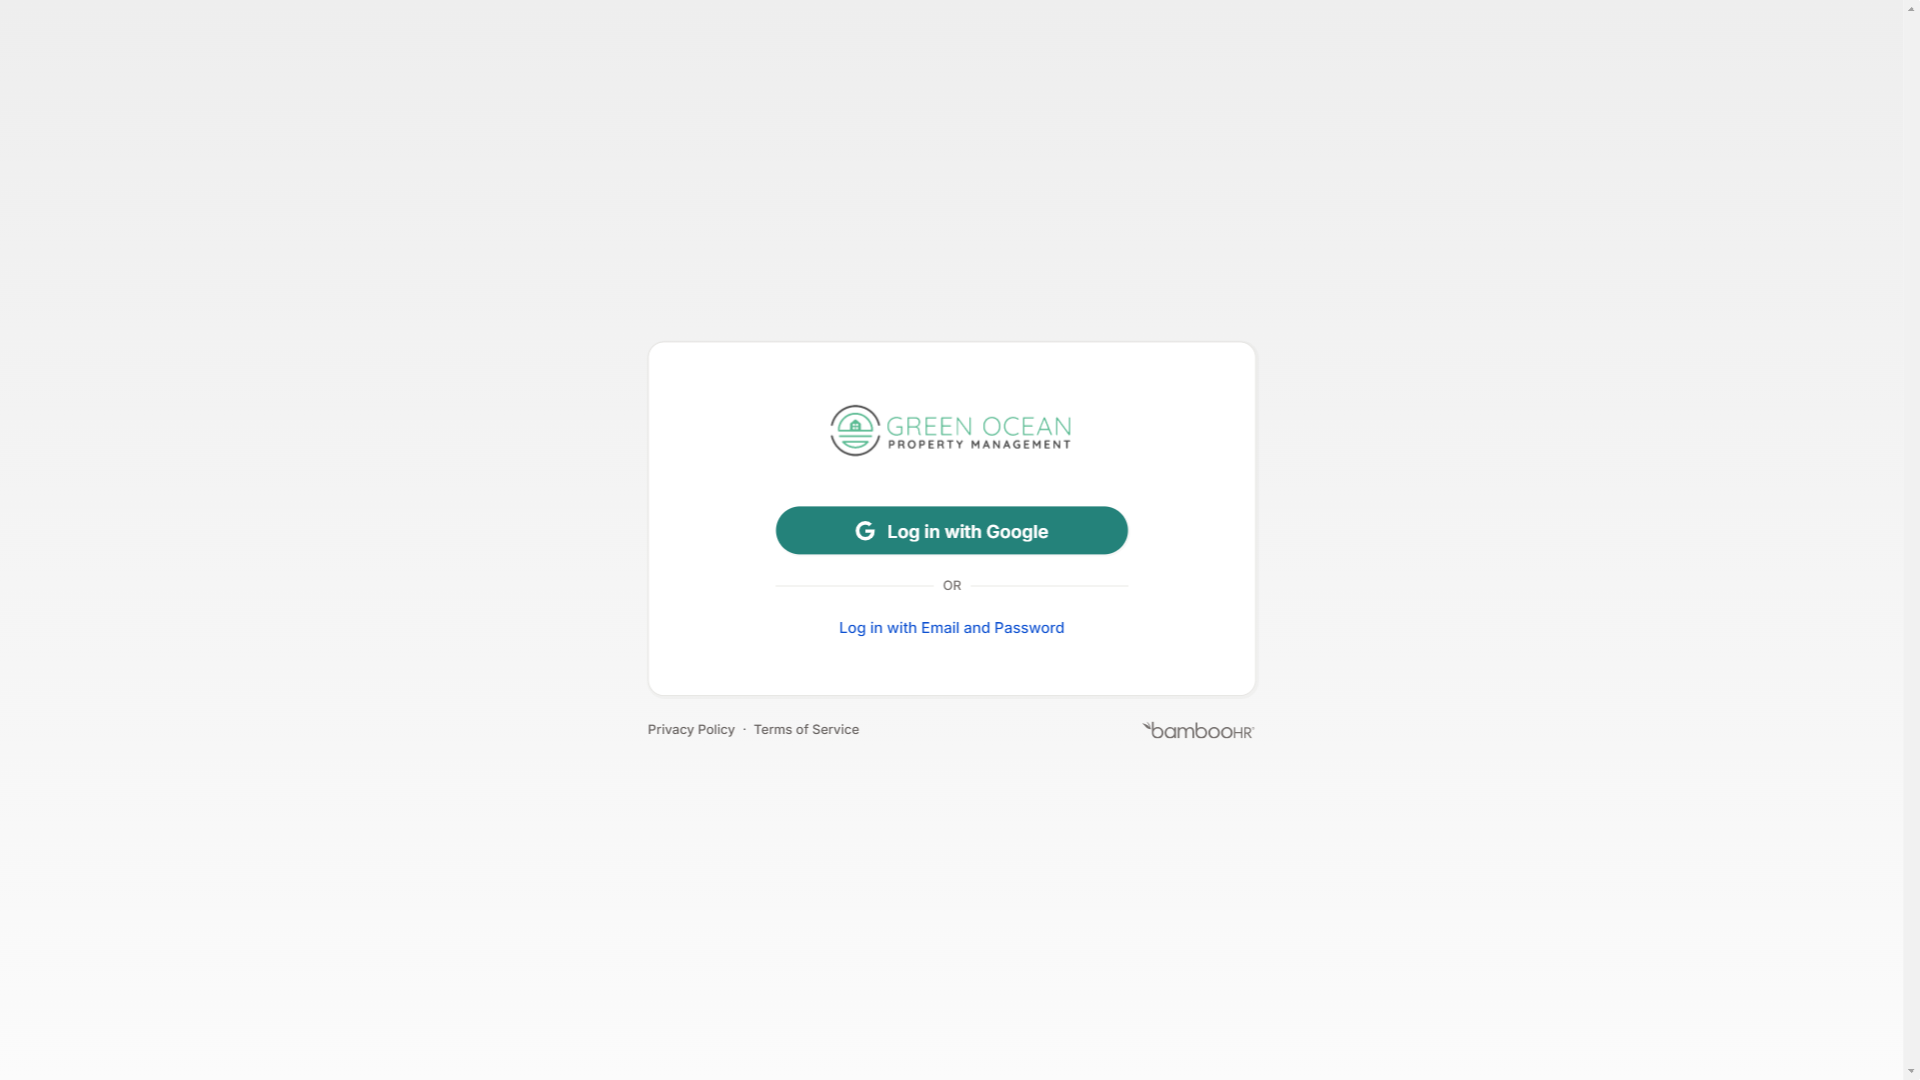 GREEN OCEAN
PROPERTY MANAGEMENT
Log in with Google
OR
Log in with Email and Password
Privacy Policy · Terms of Service
bambooHR